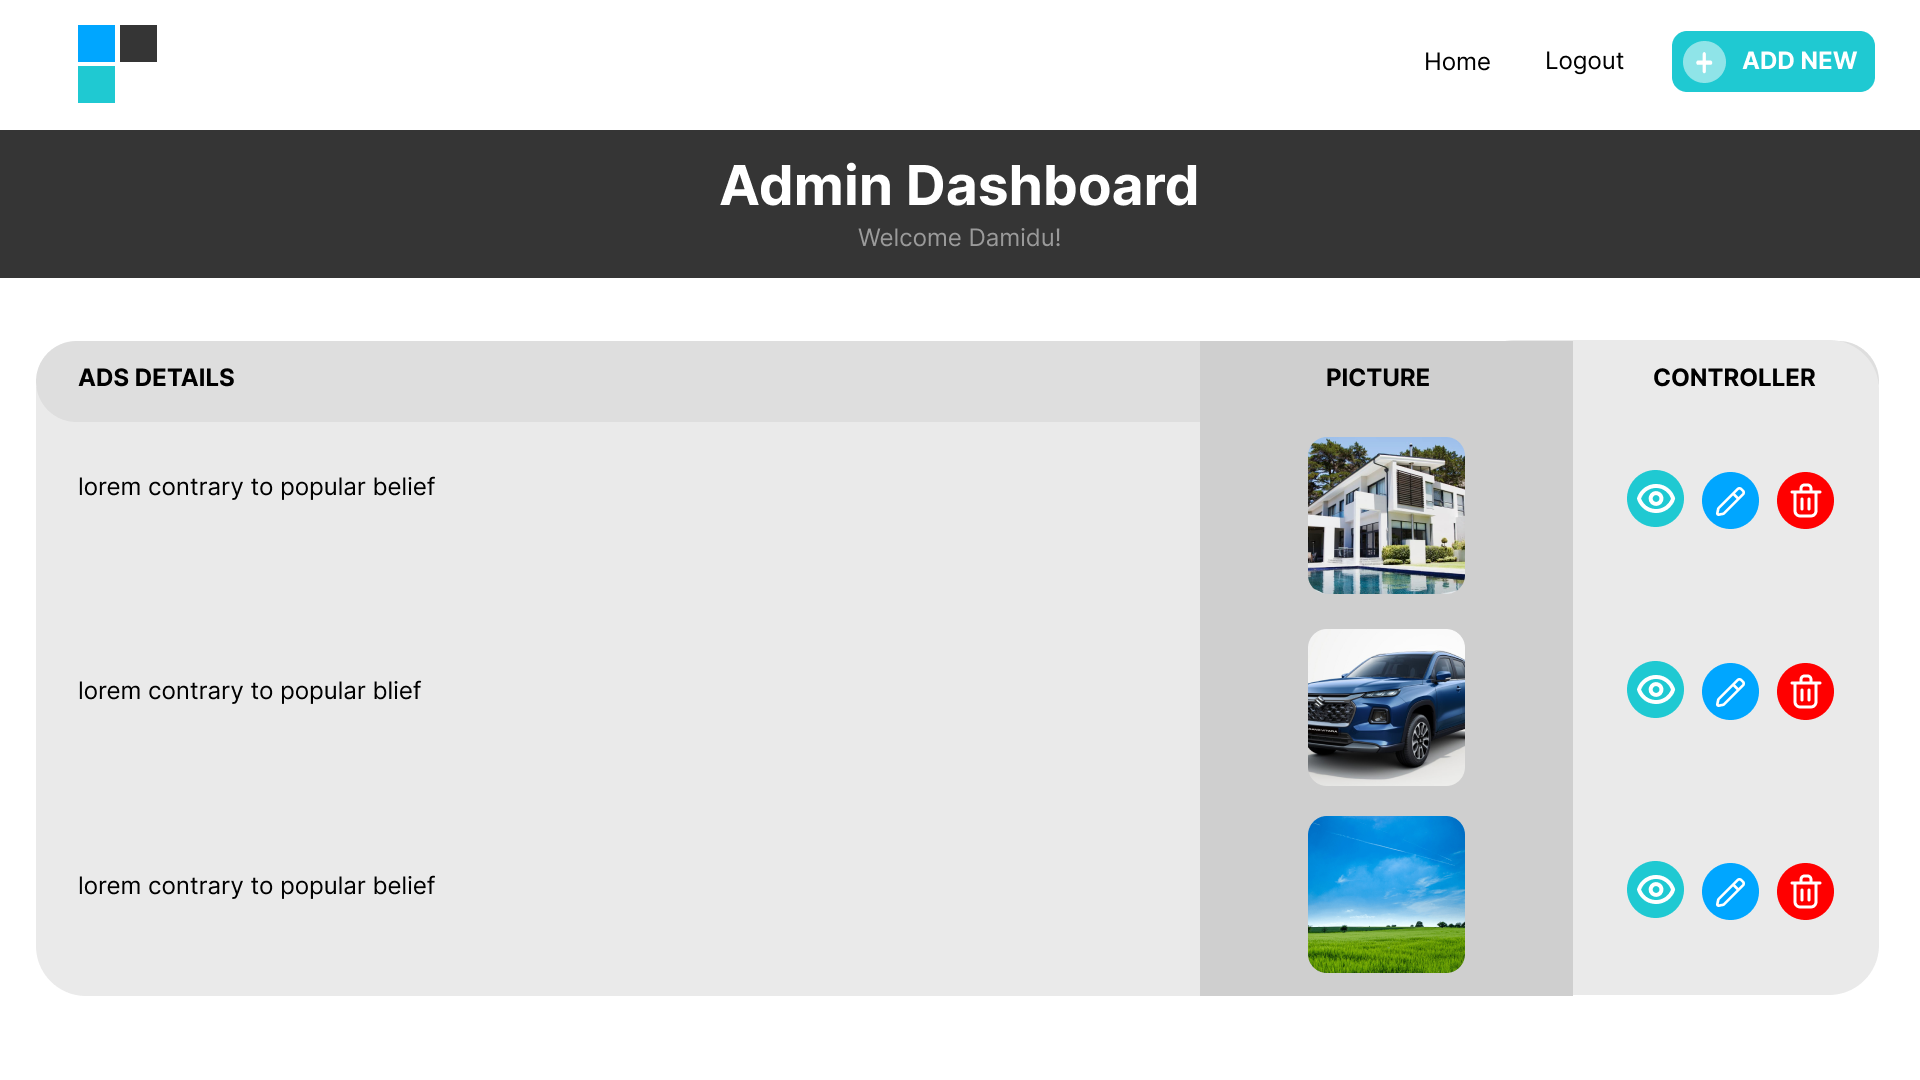 Home Logout ADD NEW
Admin Dashboard
Welcome Damidu!
ADS DETAILS PICTURE CONTROLLER
lorem contrary to popular belief
lorem contrary to popular blief
lorem contrary to popular belief